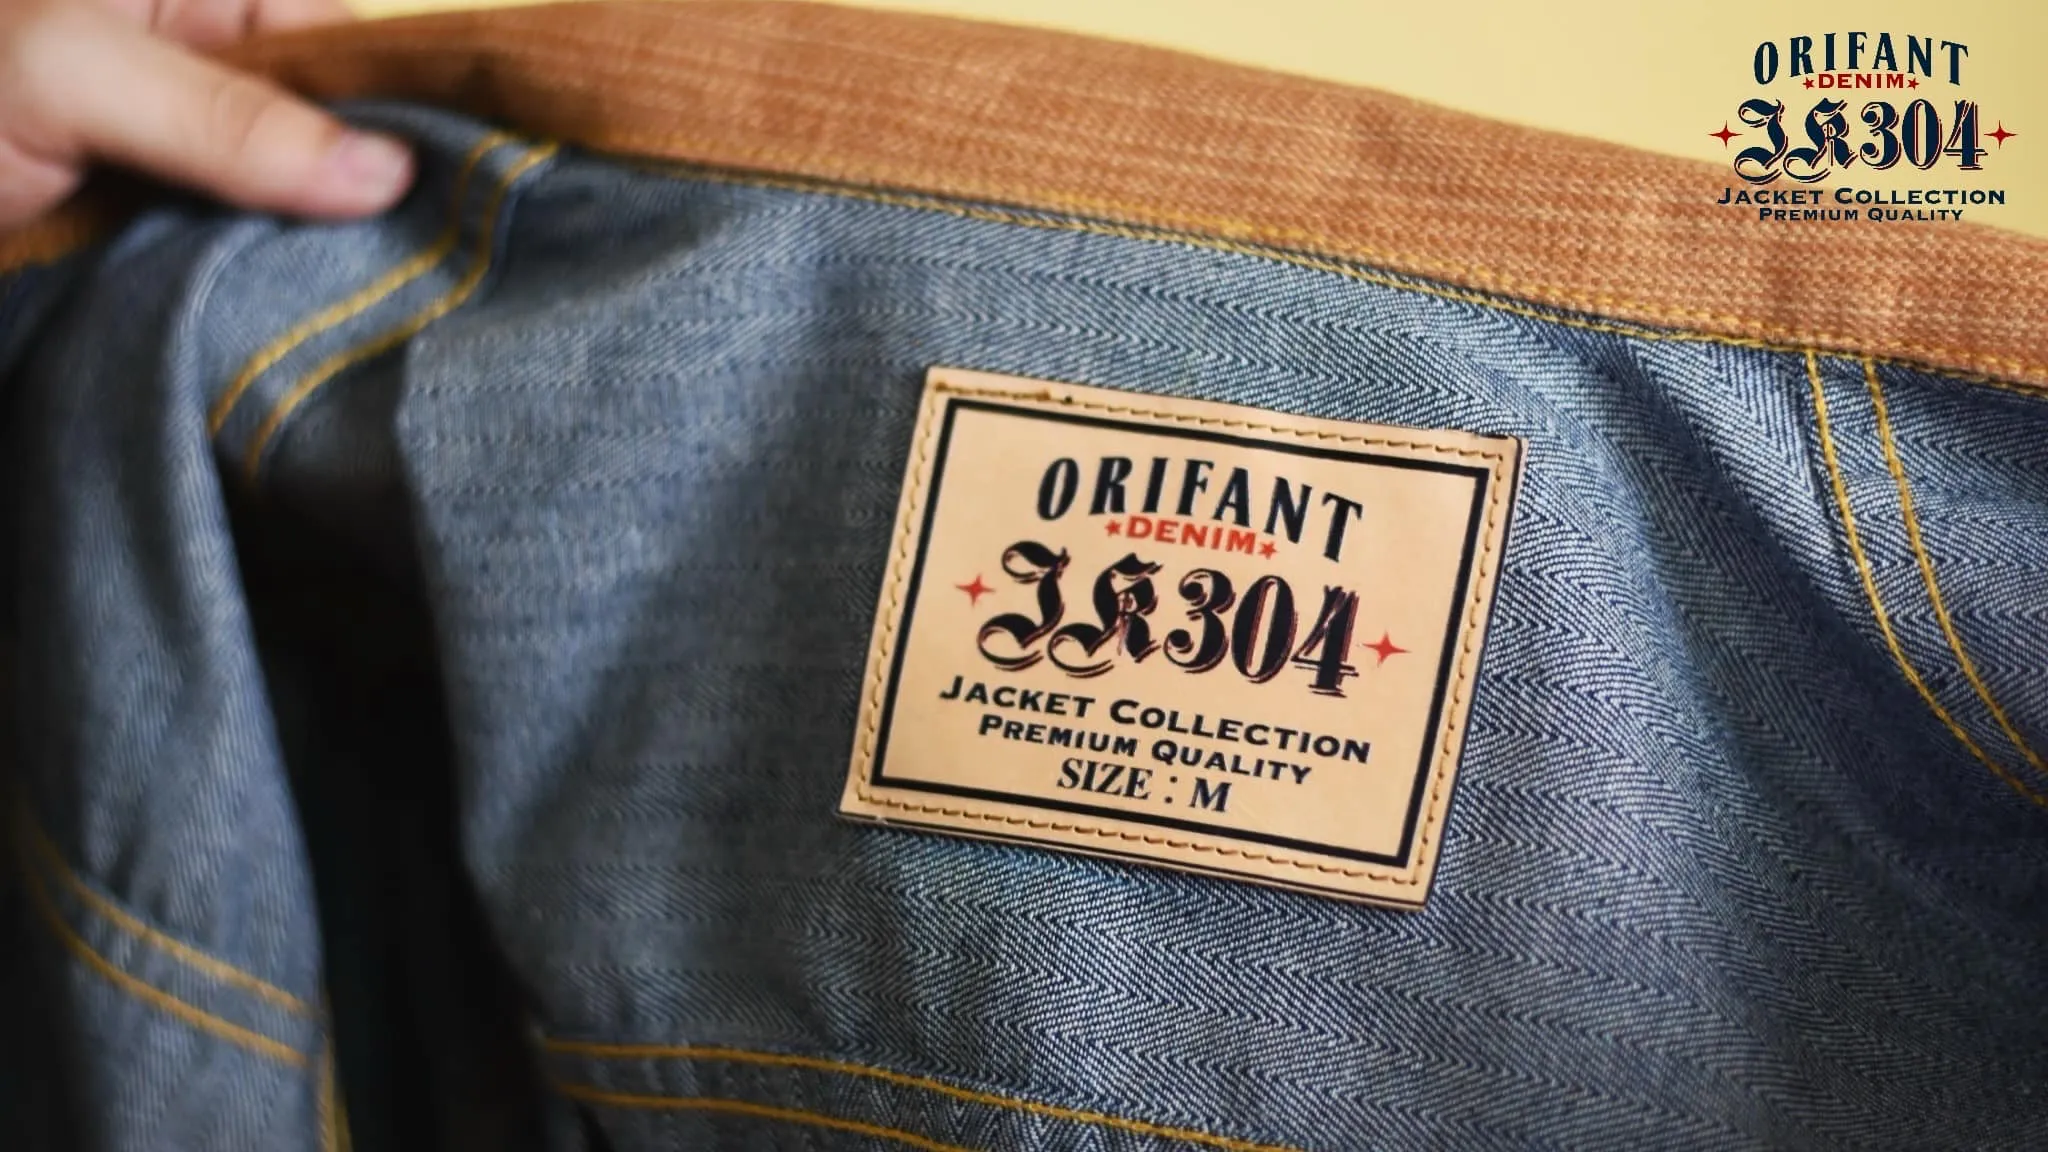 ORIFANT
DENIM
JK304
JACKET COLLECTION
PREMIUM QUALITY
ORIFANT
DENIM
JK304
JACKET COLLECTION
PREMIUM QUALITY
SIZE : M